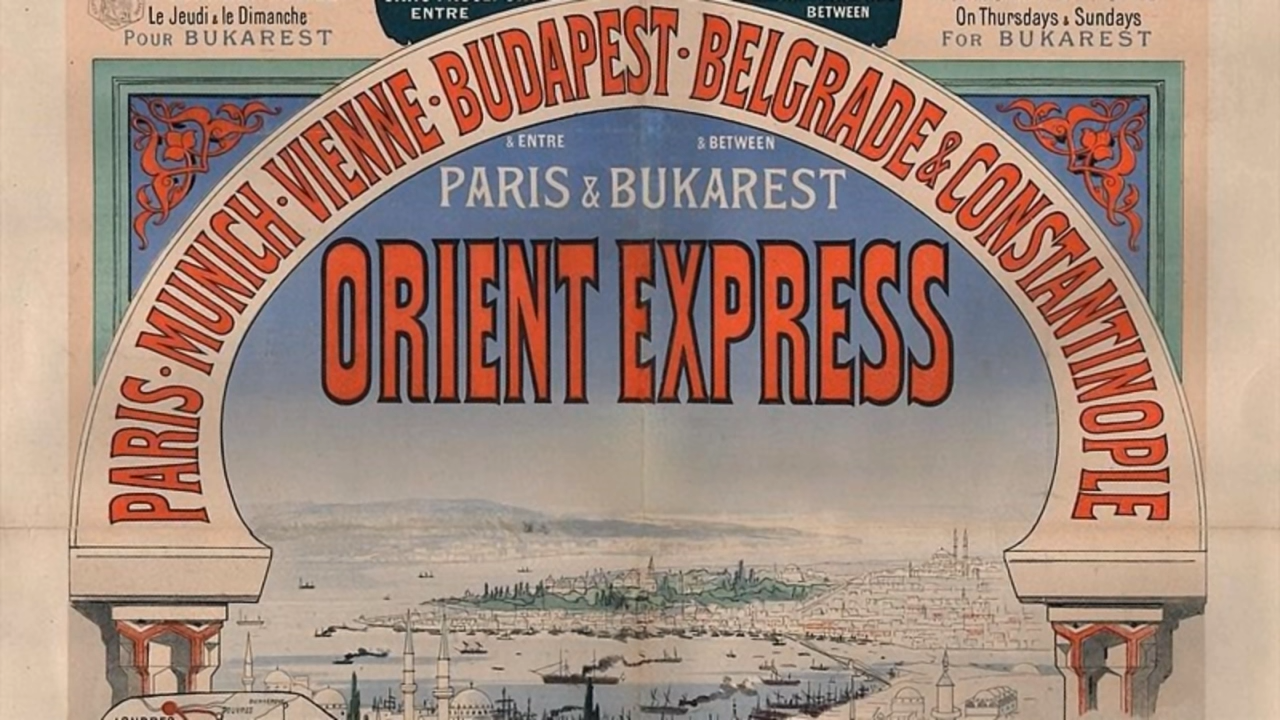 Le Jeudi & le Dimanche
POUR BUKAREST
ENTRE
BETWEEN
On Thursdays & Sundays
FOR BUKAREST
PARIS · MUNICH · VIENNE · BUDAPEST · BELGRADE & CONSTANTINOPLE
& ENTRE
& BETWEEN
PARIS & BUKAREST
ORIENT EXPRESS
LONDRES